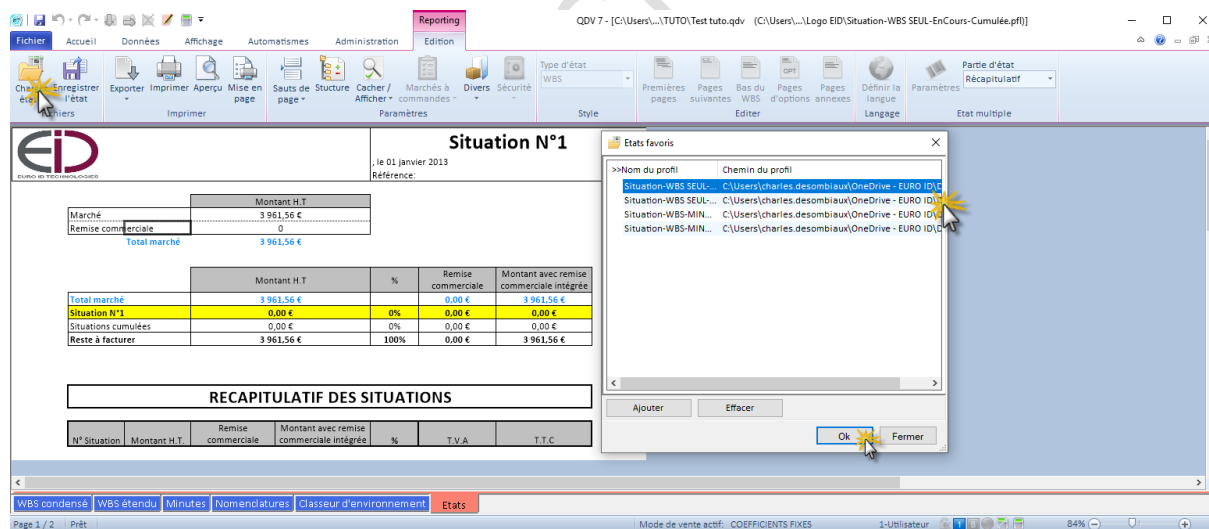 Reporting
QDV 7 - [C:\Users\...\TUTO\Test tuto.qdv (C:\Users\...\Logo EID\Situation-WBS SEUL-EnCours-Cumulée.pfl)]
Fichier Accueil Données Affichage Automatismes Administration Edition
Enregistrer l'état
Exporter Imprimer Aperçu Mise en page
Sauts de page Stucture Cacher / Afficher Marchés à commandes Divers Sécurité
Type d'état
WBS
Premières pages Pages suivantes Bas du WBS Pages d'options Pages annexes
Définir la langue
Paramètres
Partie d'état
Récapitulatif
Imprimer Paramètres Style Editer Langage Etat multiple
EID
EURO ID TECHNOLOGIES
Situation N°1
, le 01 janvier 2013
Référence:
Montant H.T
Marché 3 961,56 €
Remise commerciale 0
Total marché 3 961,56 €
Montant H.T % Remise commerciale Montant avec remise commerciale intégrée
Total marché 3 961,56 € 0,00 € 3 961,56 €
Situation N°1 0,00 € 0% 0,00 € 0,00 €
Situations cumulées 0,00 € 0% 0,00 € 0,00 €
Reste à facturer 3 961,56 € 100% 0,00 € 3 961,56 €
RECAPITULATIF DES SITUATIONS
N° Situation Montant H.T. Remise commerciale Montant avec remise commerciale intégrée % T.V.A T.T.C
Etats favoris
>>Nom du profil Chemin du profil
Situation-WBS SEUL-... C:\Users\charles.desombiaux\OneDrive - EURO ID\D
Situation-WBS SEUL-... C:\Users\charles.desombiaux\OneDrive - EURO ID\
Situation-WBS-MIN... C:\Users\charles.desombiaux\OneDrive - EURO ID\
Situation-WBS-MIN... C:\Users\charles.desombiaux\OneDrive - EURO ID\D
Ajouter Effacer
Ok Fermer
WBS condensé WBS étendu Minutes Nomenclatures Classeur d'environnement Etats
Page 1 / 2 Prêt Mode de vente actif: COEFFICIENTS FIXES 1-Utilisateur 84%